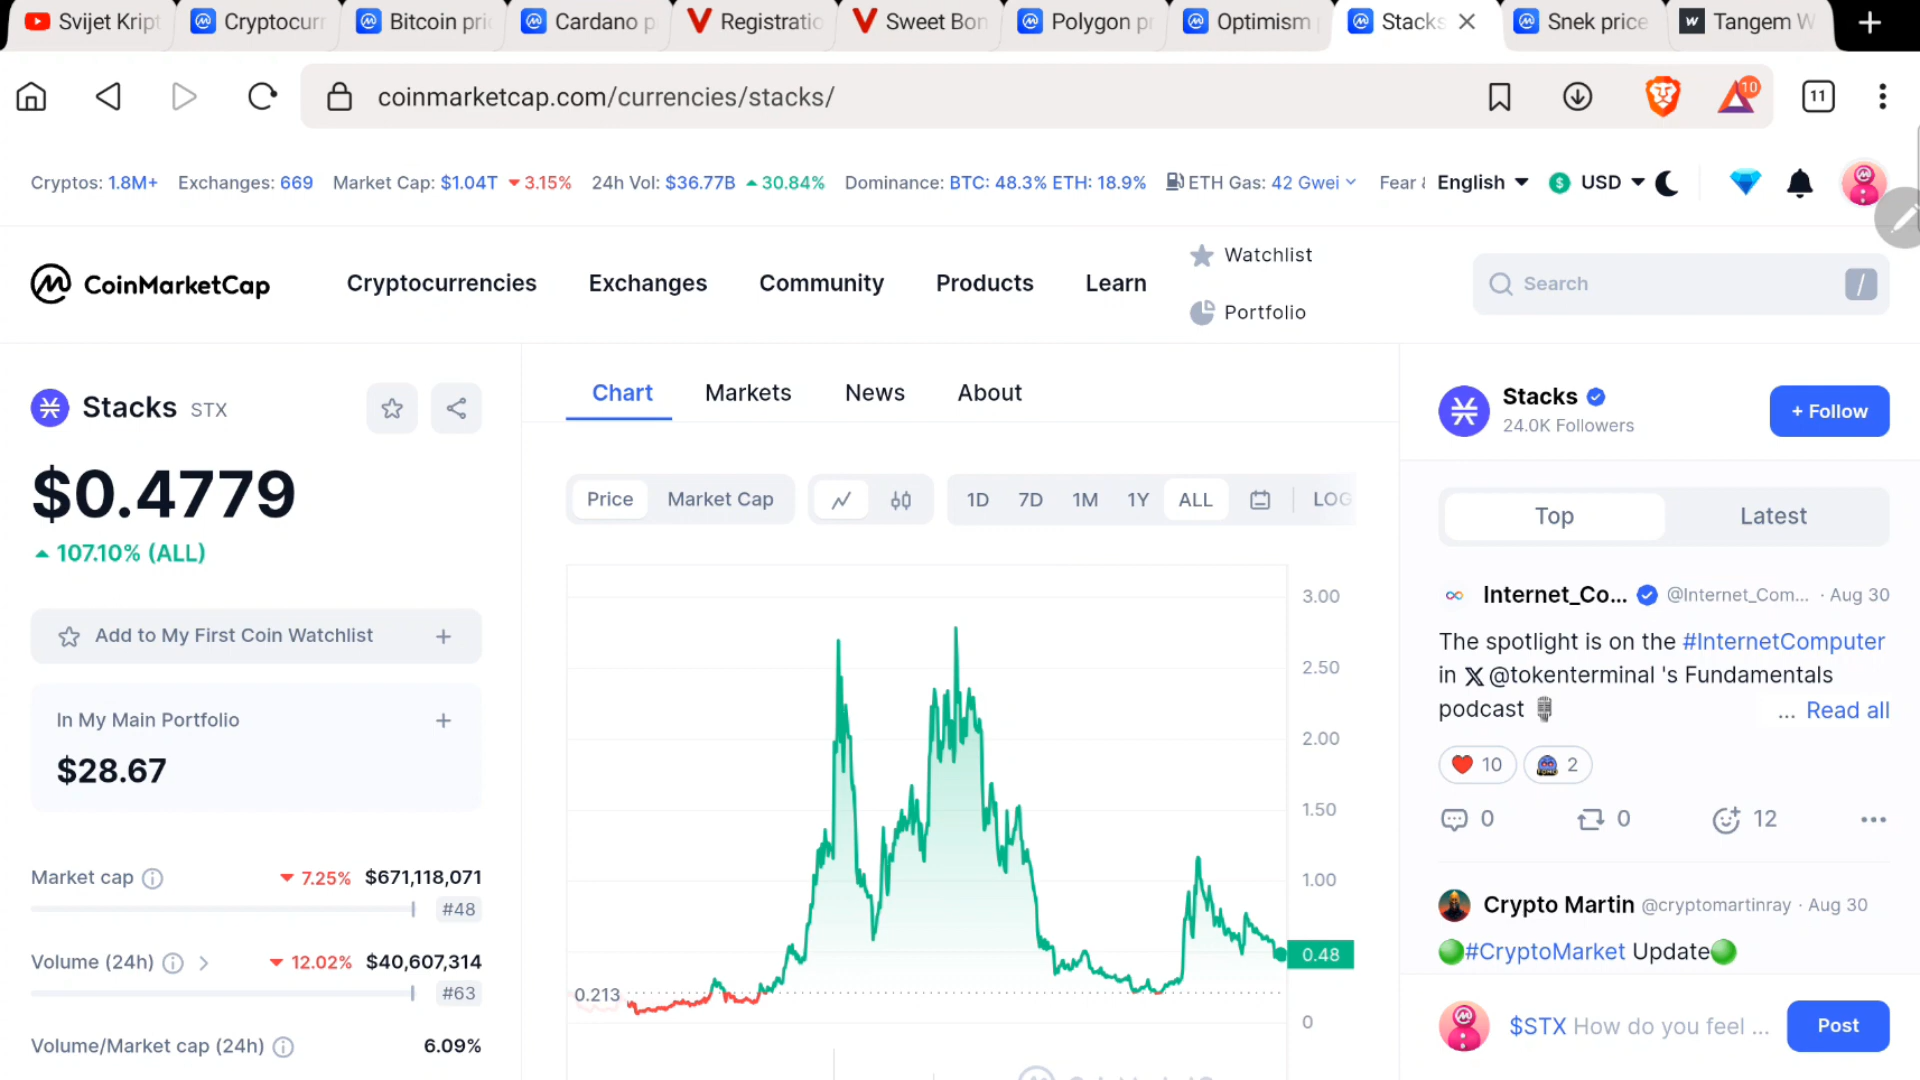 Svijet Kript
Cryptocurr
Bitcoin pri
Cardano p
Registratio
Sweet Bon
Polygon pr
Optimism
Stacks
Snek price
Tangem W
coinmarketcap.com/currencies/stacks/
10
11
Cryptos: 1.8M+ Exchanges: 669 Market Cap: $1.04T 3.15% 24h Vol: $36.77B 30.84% Dominance: BTC: 48.3% ETH: 18.9% ETH Gas: 42 Gwei Fear English USD
CoinMarketCap
Cryptocurrencies Exchanges Community Products Learn
Watchlist
Portfolio
Search /
Stacks STX
$0.4779
107.10% (ALL)
Add to My First Coin Watchlist +
In My Main Portfolio +
$28.67
Market cap 7.25% $671,118,071
#48
Volume (24h) 12.02% $40,607,314
#63
Volume/Market cap (24h) 6.09%
Chart Markets News About
Price Market Cap 1D 7D 1M 1Y ALL LOG
3.00
2.50
2.00
1.50
1.00
0.48
0.213
0
Stacks
24.0K Followers
+ Follow
Top Latest
Internet_Co... @Internet_Com... · Aug 30
The spotlight is on the #InternetComputer
in X @tokenterminal 's Fundamentals
podcast ... Read all
10 2
0 0 12
Crypto Martin @cryptomartinray · Aug 30
#CryptoMarket Update
$STX How do you feel ... Post